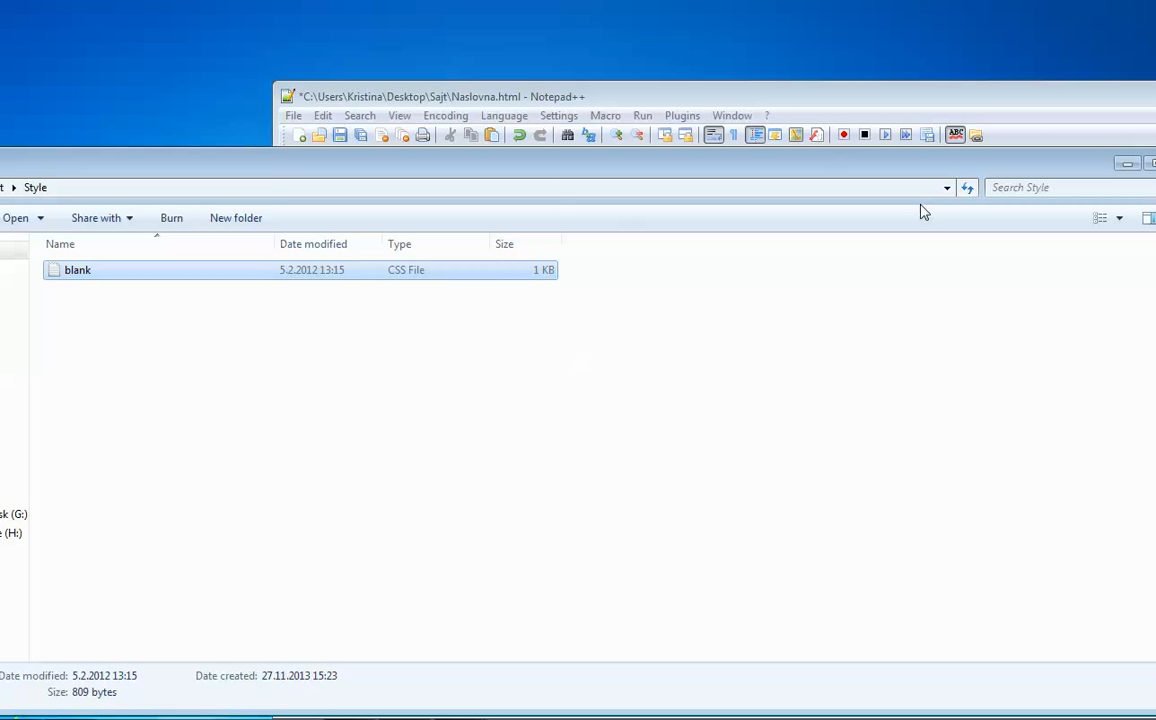 *C:\Users\Kristina\Desktop\Sajt\Naslovna.html - Notepad++
File Edit Search View Encoding Language Settings Macro Run Plugins Window ?
ABC
t Style Search Style
Open Share with Burn New folder
Name Date modified Type Size
blank 5.2.2012 13:15 CSS File 1 KB
sk (G:)
e (H:)
Date modified: 5.2.2012 13:15 Date created: 27.11.2013 15:23
Size: 809 bytes